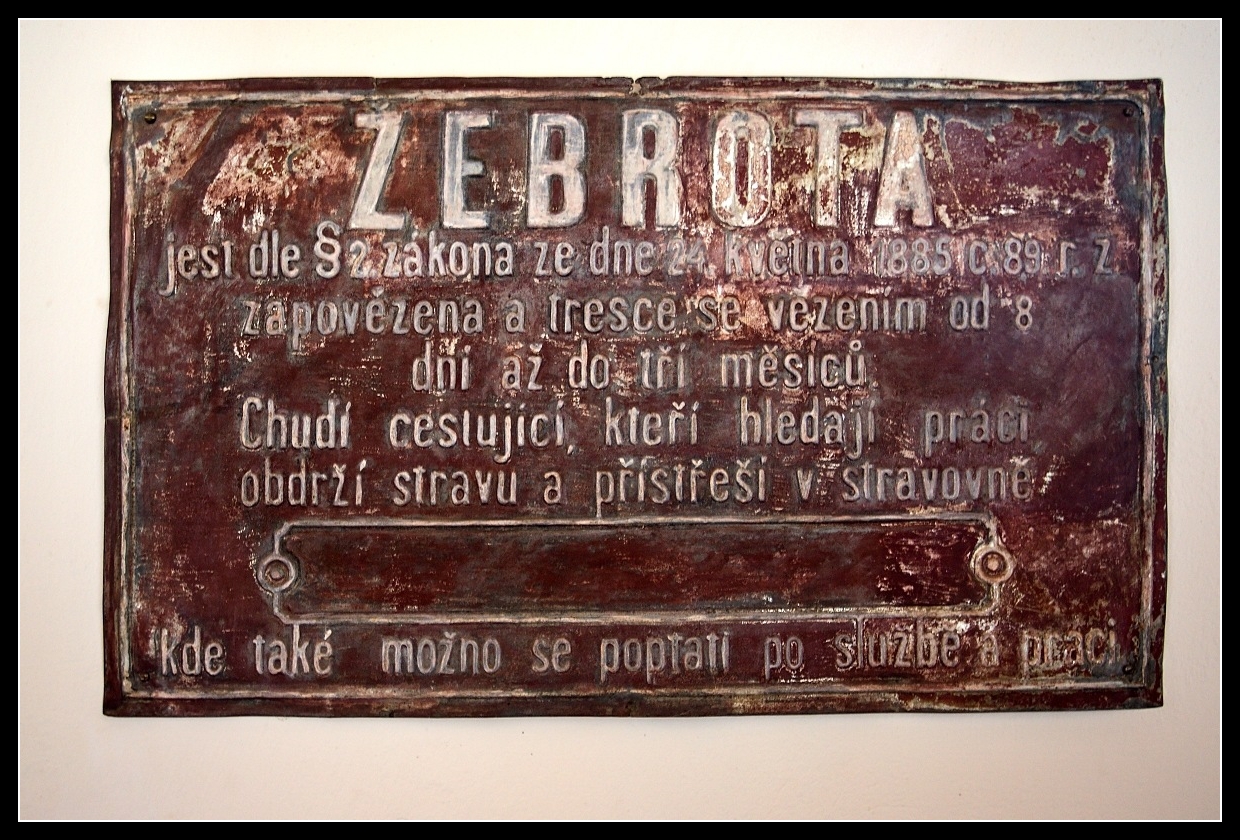 ŽEBROTA
jest dle § 2. zákona ze dne 24. května 1885 č. 89 ř. z.
zapovězena a tresce se vězením od 8
dní až do tří měsíců.
Chudí cestující, kteří hledají práci,
obdrží stravu a přístřeší v stravovně
kde také možno se poptati po službě a práci.